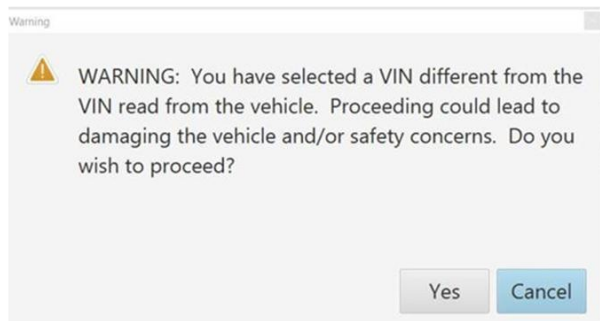 Warning
WARNING:  You have selected a VIN different from the
VIN read from the vehicle.  Proceeding could lead to
damaging the vehicle and/or safety concerns.  Do you
wish to proceed?
Yes
Cancel